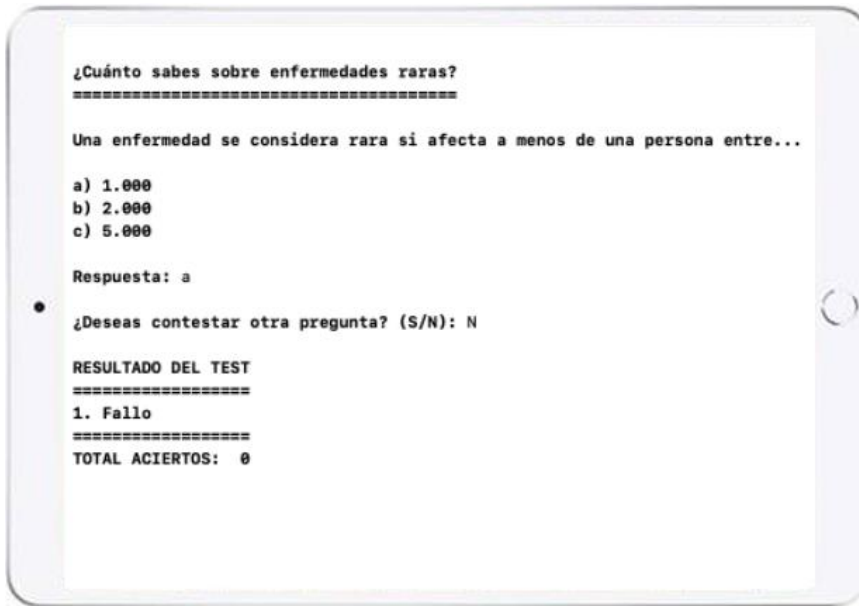 ¿Cuánto sabes sobre enfermedades raras?
=======================================
Una enfermedad se considera rara si afecta a menos de una persona entre...
a) 1.000
b) 2.000
c) 5.000
Respuesta: a
¿Deseas contestar otra pregunta? (S/N): N
RESULTADO DEL TEST
==================
1. Fallo
==================
TOTAL ACIERTOS:  0